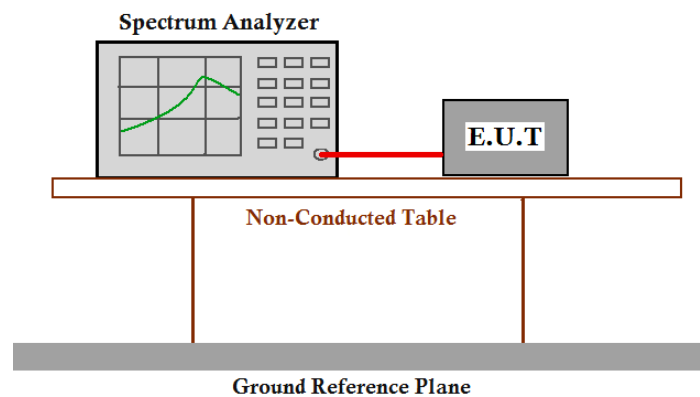 Spectrum Analyzer
E.U.T
Non-Conducted Table
Ground Reference Plane